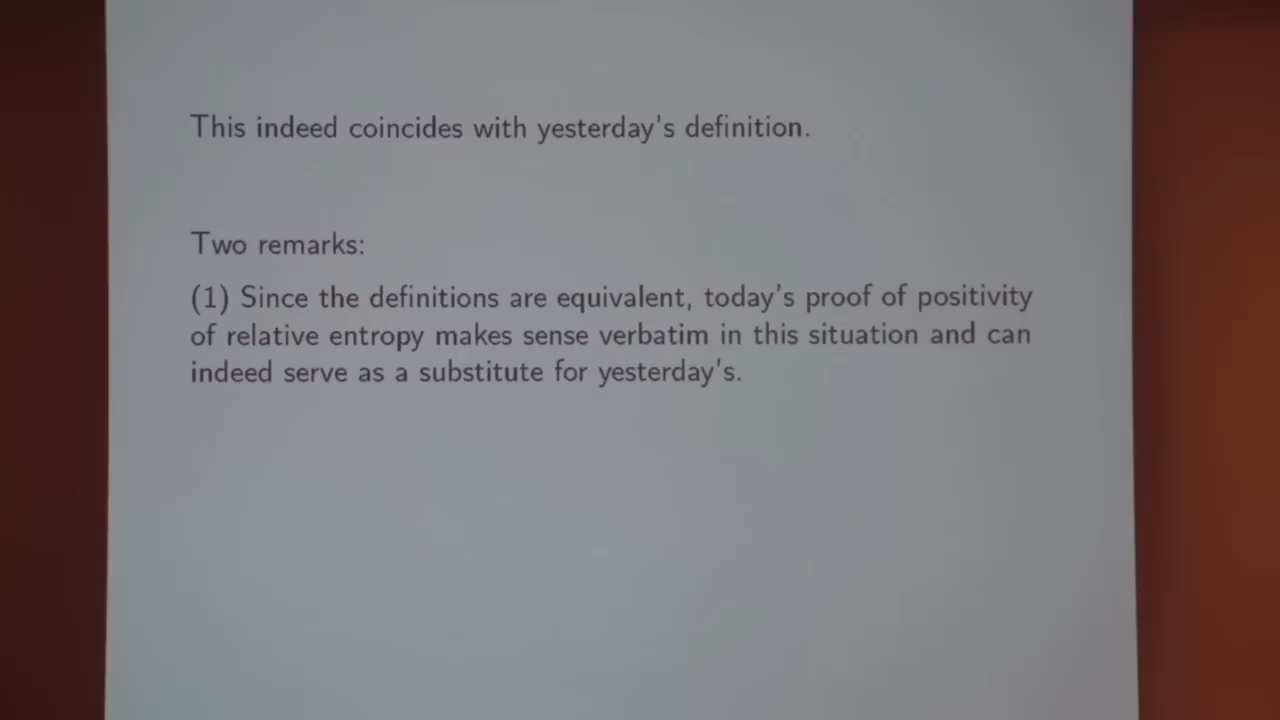 This indeed coincides with yesterday's definition.
Two remarks:
(1) Since the definitions are equivalent, today's proof of positivity
of relative entropy makes sense verbatim in this situation and can
indeed serve as a substitute for yesterday's.